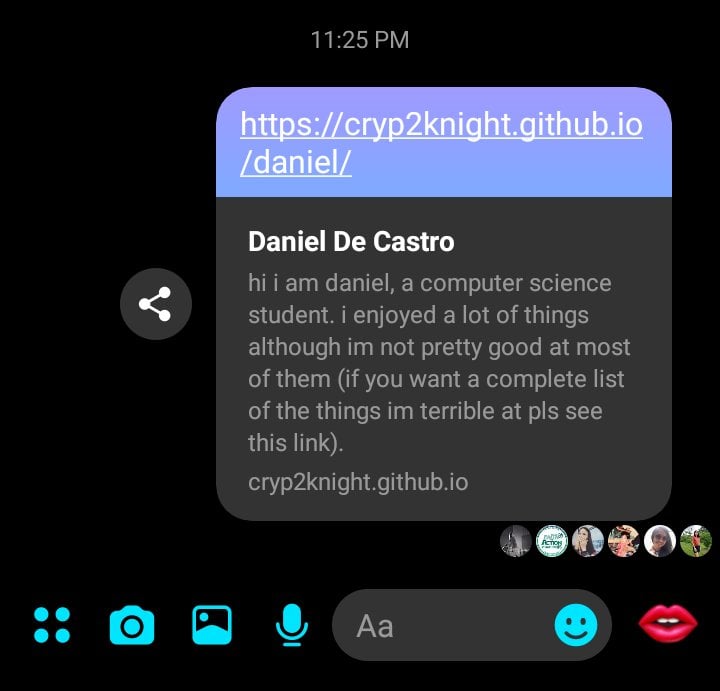 11:25 PM
https://cryp2knight.github.io
/daniel/
Daniel De Castro
hi i am daniel, a computer science
student. i enjoyed a lot of things
although im not pretty good at most
of them (if you want a complete list
of the things im terrible at pls see
this link).
cryp2knight.github.io
ACTION
Aa